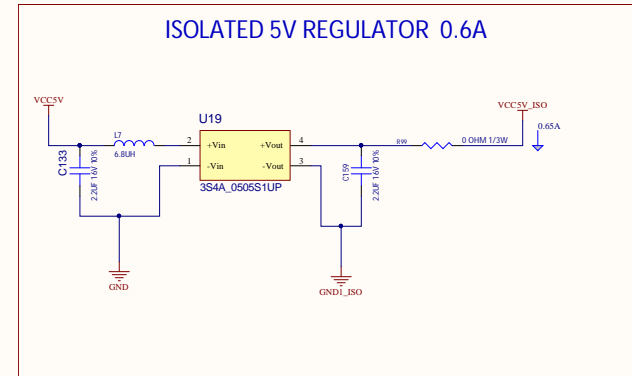 ISOLATED 5V REGULATOR 0.6A
VCC5V
VCC5V_ISO
0.65A
U19
L7
6.8UH
2
+Vin
+Vout
4
R99
0 OHM 1/3W
1
-Vin
-Vout
3
C133
2.2UF 16V 10%
C159
2.2UF 16V 10%
3S4A_0505S1UP
GND
GND1_ISO